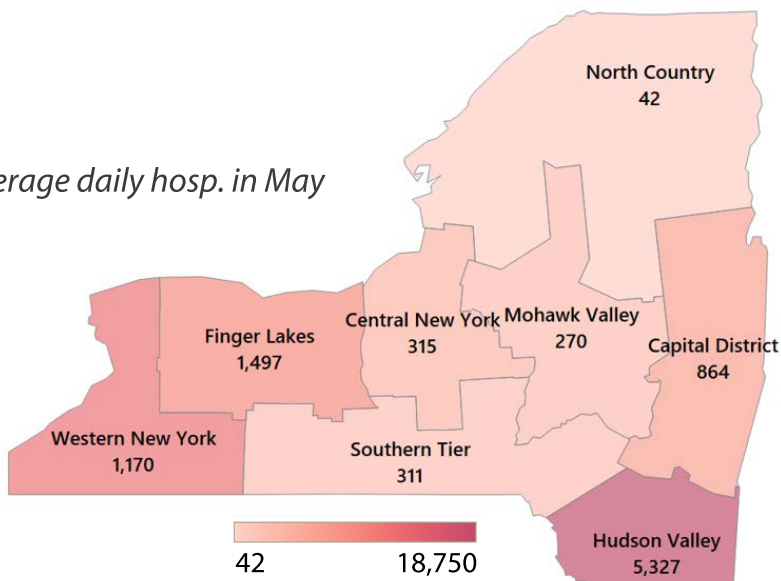 North Country
42
erage daily hosp. in May
Finger Lakes
1,497
Central New York
315
Mohawk Valley
270
Capital District
864
Western New York
1,170
Southern Tier
311
Hudson Valley
5,327
42
18,750